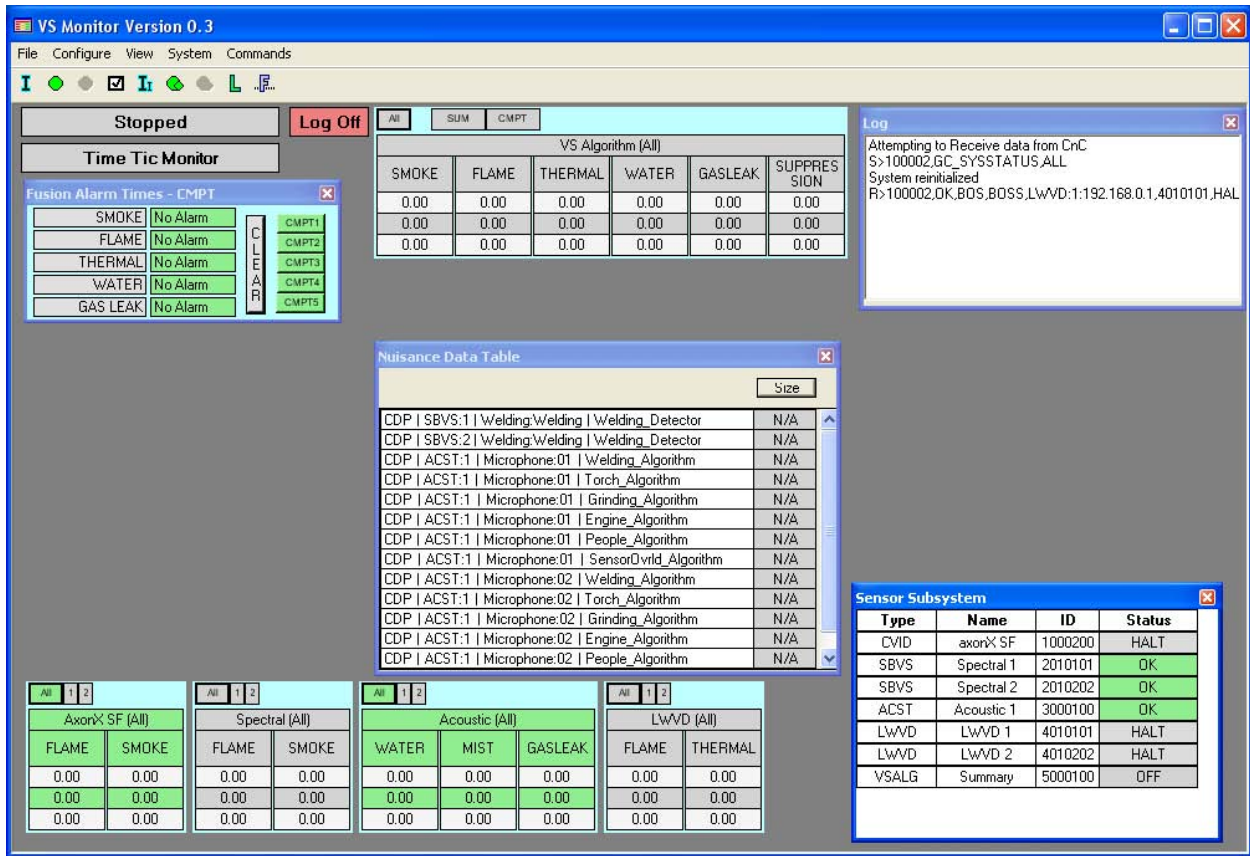 VS Monitor Version 0.3
File Configure View System Commands
Stopped
Log Off
Time Tic Monitor
Fusion Alarm Times - CMPT
SMOKE No Alarm
FLAME No Alarm
THERMAL No Alarm
WATER No Alarm
GAS LEAK No Alarm
CLEAR
CMPT1
CMPT2
CMPT3
CMPT4
CMPT5
All SUM CMPT
VS Algorithm (All)
SMOKE FLAME THERMAL WATER GASLEAK SUPPRES
SION
0.00 0.00 0.00 0.00 0.00 0.00
0.00 0.00 0.00 0.00 0.00 0.00
0.00 0.00 0.00 0.00 0.00 0.00
Log
Attempting to Receive data from CnC
S>100002,GC_SYSSTATUS,ALL
System reinitialized
R>100002,OK,BOS,BOSS,LWVD:1:192.168.0.1,4010101,HAL
Nuisance Data Table
Size
CDP | SBVS:1 | Welding:Welding | Welding_Detector N/A
CDP | SBVS:2 | Welding:Welding | Welding_Detector N/A
CDP | ACST:1 | Microphone:01 | Welding_Algorithm N/A
CDP | ACST:1 | Microphone:01 | Torch_Algorithm N/A
CDP | ACST:1 | Microphone:01 | Grinding_Algorithm N/A
CDP | ACST:1 | Microphone:01 | Engine_Algorithm N/A
CDP | ACST:1 | Microphone:01 | People_Algorithm N/A
CDP | ACST:1 | Microphone:01 | SensorOvrld_Algorithm N/A
CDP | ACST:1 | Microphone:02 | Welding_Algorithm N/A
CDP | ACST:1 | Microphone:02 | Torch_Algorithm N/A
CDP | ACST:1 | Microphone:02 | Grinding_Algorithm N/A
CDP | ACST:1 | Microphone:02 | Engine_Algorithm N/A
CDP | ACST:1 | Microphone:02 | People_Algorithm N/A
Sensor Subsystem
Type Name ID Status
CVID axonX SF 1000200 HALT
SBVS Spectral 1 2010101 OK
SBVS Spectral 2 2010202 OK
ACST Acoustic 1 3000100 OK
LWVD LWVD 1 4010101 HALT
LWVD LWVD 2 4010202 HALT
VSALG Summary 5000100 OFF
All 1 2
AxonX SF (All)
FLAME SMOKE
0.00 0.00
0.00 0.00
0.00 0.00
All 1 2
Spectral (All)
FLAME SMOKE
0.00 0.00
0.00 0.00
0.00 0.00
All 1 2
Acoustic (All)
WATER MIST GASLEAK
0.00 0.00 0.00
0.00 0.00 0.00
0.00 0.00 0.00
All 1 2
LWVD (All)
FLAME THERMAL
0.00 0.00
0.00 0.00
0.00 0.00